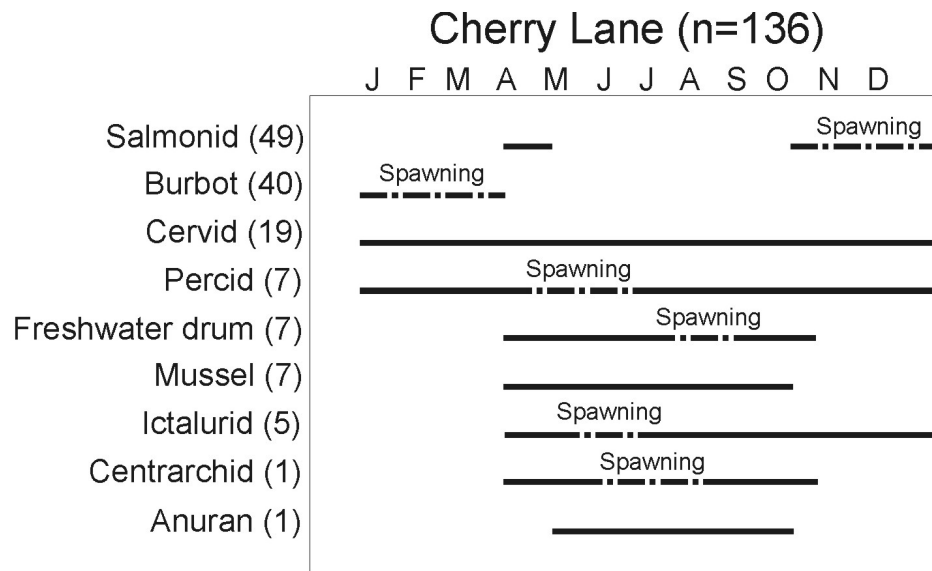 Cherry Lane (n=136)
J F M A M J J A S O N D
Salmonid (49) Spawning
Burbot (40) Spawning
Cervid (19)
Percid (7) Spawning
Freshwater drum (7) Spawning
Mussel (7)
Ictalurid (5) Spawning
Centrarchid (1) Spawning
Anuran (1)